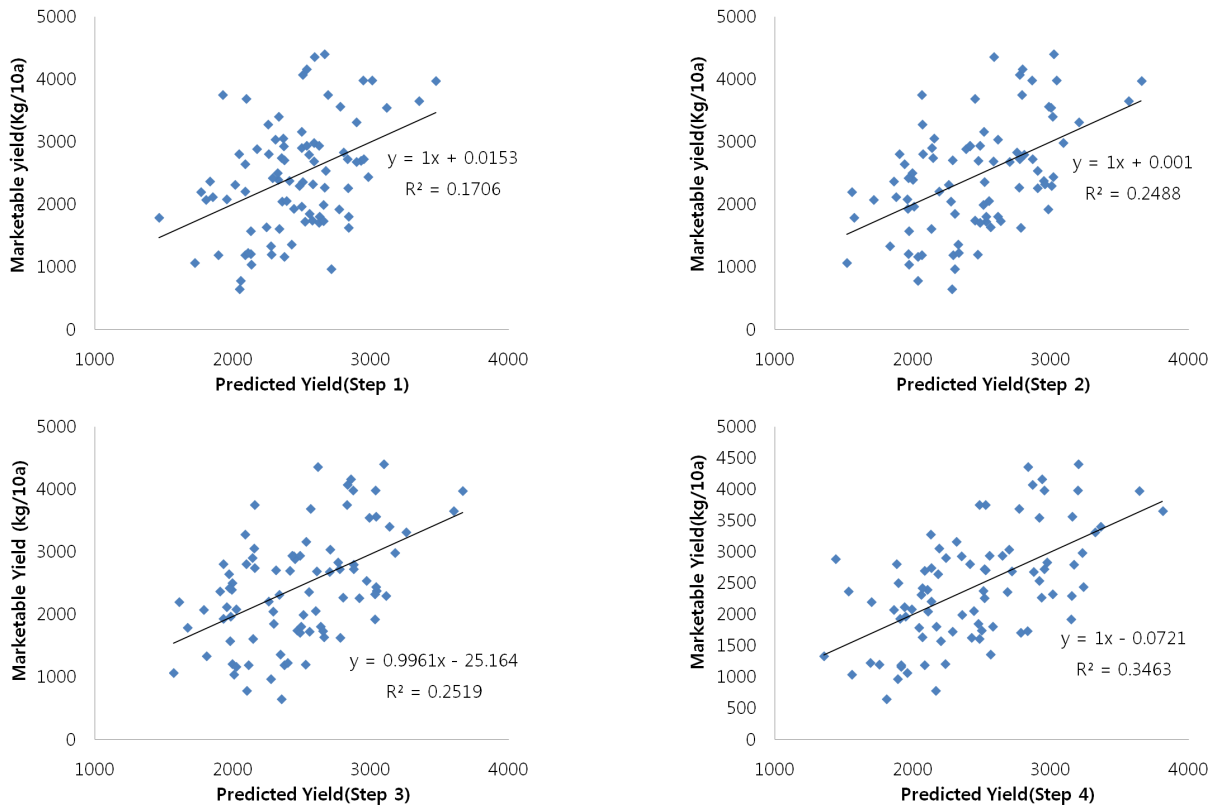 Marketable yield(Kg/10a)
5000
4000
3000
2000
1000
0
y = 1x + 0.0153
R² = 0.1706
1000 2000 3000 4000
Predicted Yield(Step 1)
Marketable yield(Kg/10a)
5000
4000
3000
2000
1000
0
y = 1x + 0.001
R² = 0.2488
1000 2000 3000 4000
Predicted Yield(Step 2)
Marketable Yield (kg/10a)
5000
4000
3000
2000
1000
0
y = 0.9961x - 25.164
R² = 0.2519
1000 2000 3000 4000
Predicted Yield(Step 3)
Marketable Yield(kg/10a)
5000
4500
4000
3500
3000
2500
2000
1500
1000
500
0
y = 1x - 0.0721
R² = 0.3463
1000 2000 3000 4000
Predicted Yield(Step 4)